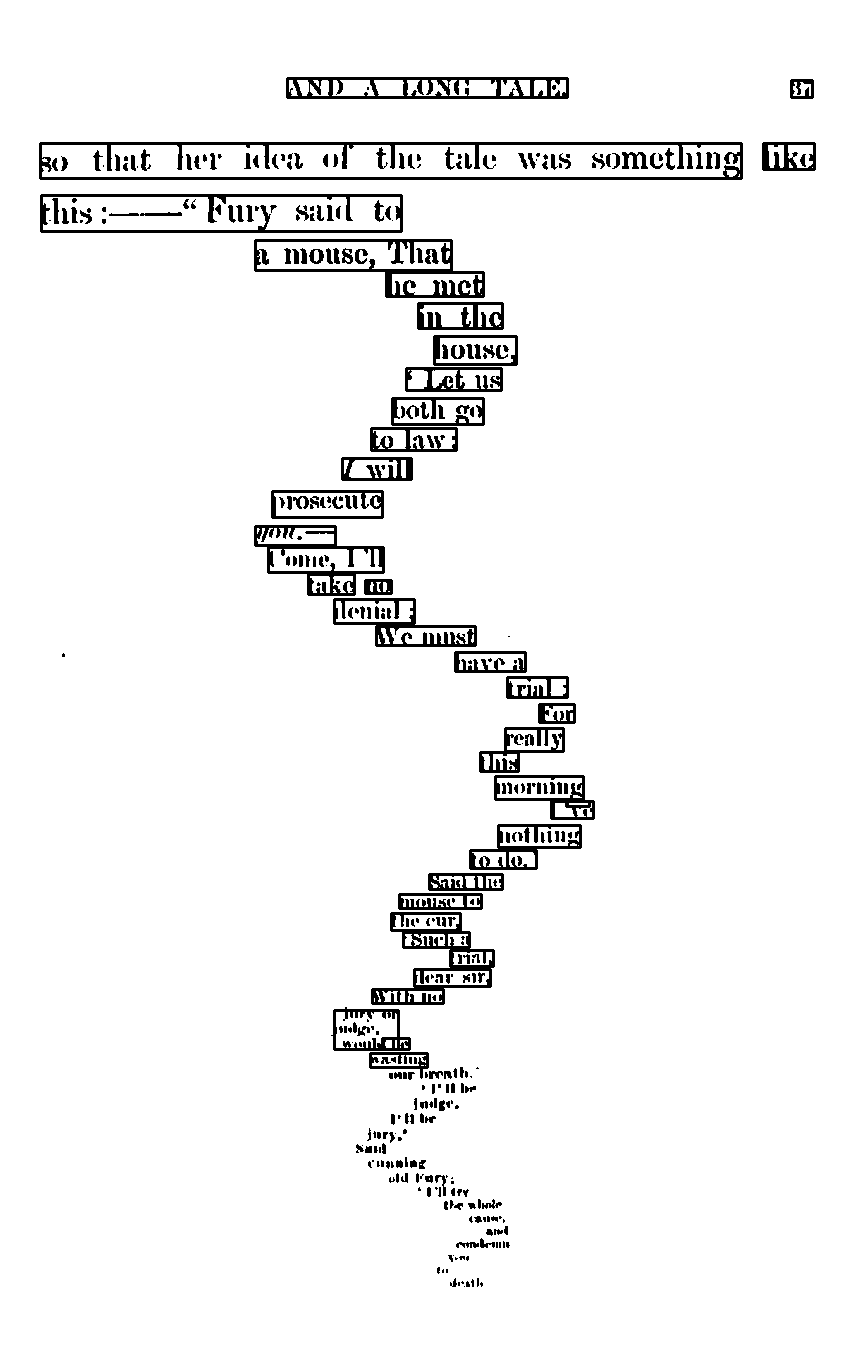 AND A LONG TALE. 37
so that her idea of the tale was something like
this:——“Fury said to
a mouse, That
he met
in the
house,
‘Let us
both go
to law:
I will
prosecute
you.—
Come, I’ll
take no
denial:
We must
have a
trial:
For
really
this
morning
I’ve
nothing
to do.’
Said the
mouse to
the cur,
‘Such a
trial,
dear sir,
With no
jury or
judge,
would be
wasting
our breath.’
‘I’ll be
judge,
I’ll be
jury,’
Said
cunning
old Fury;
‘I’ll try
the whole
cause,
and
condemn
you
to
death